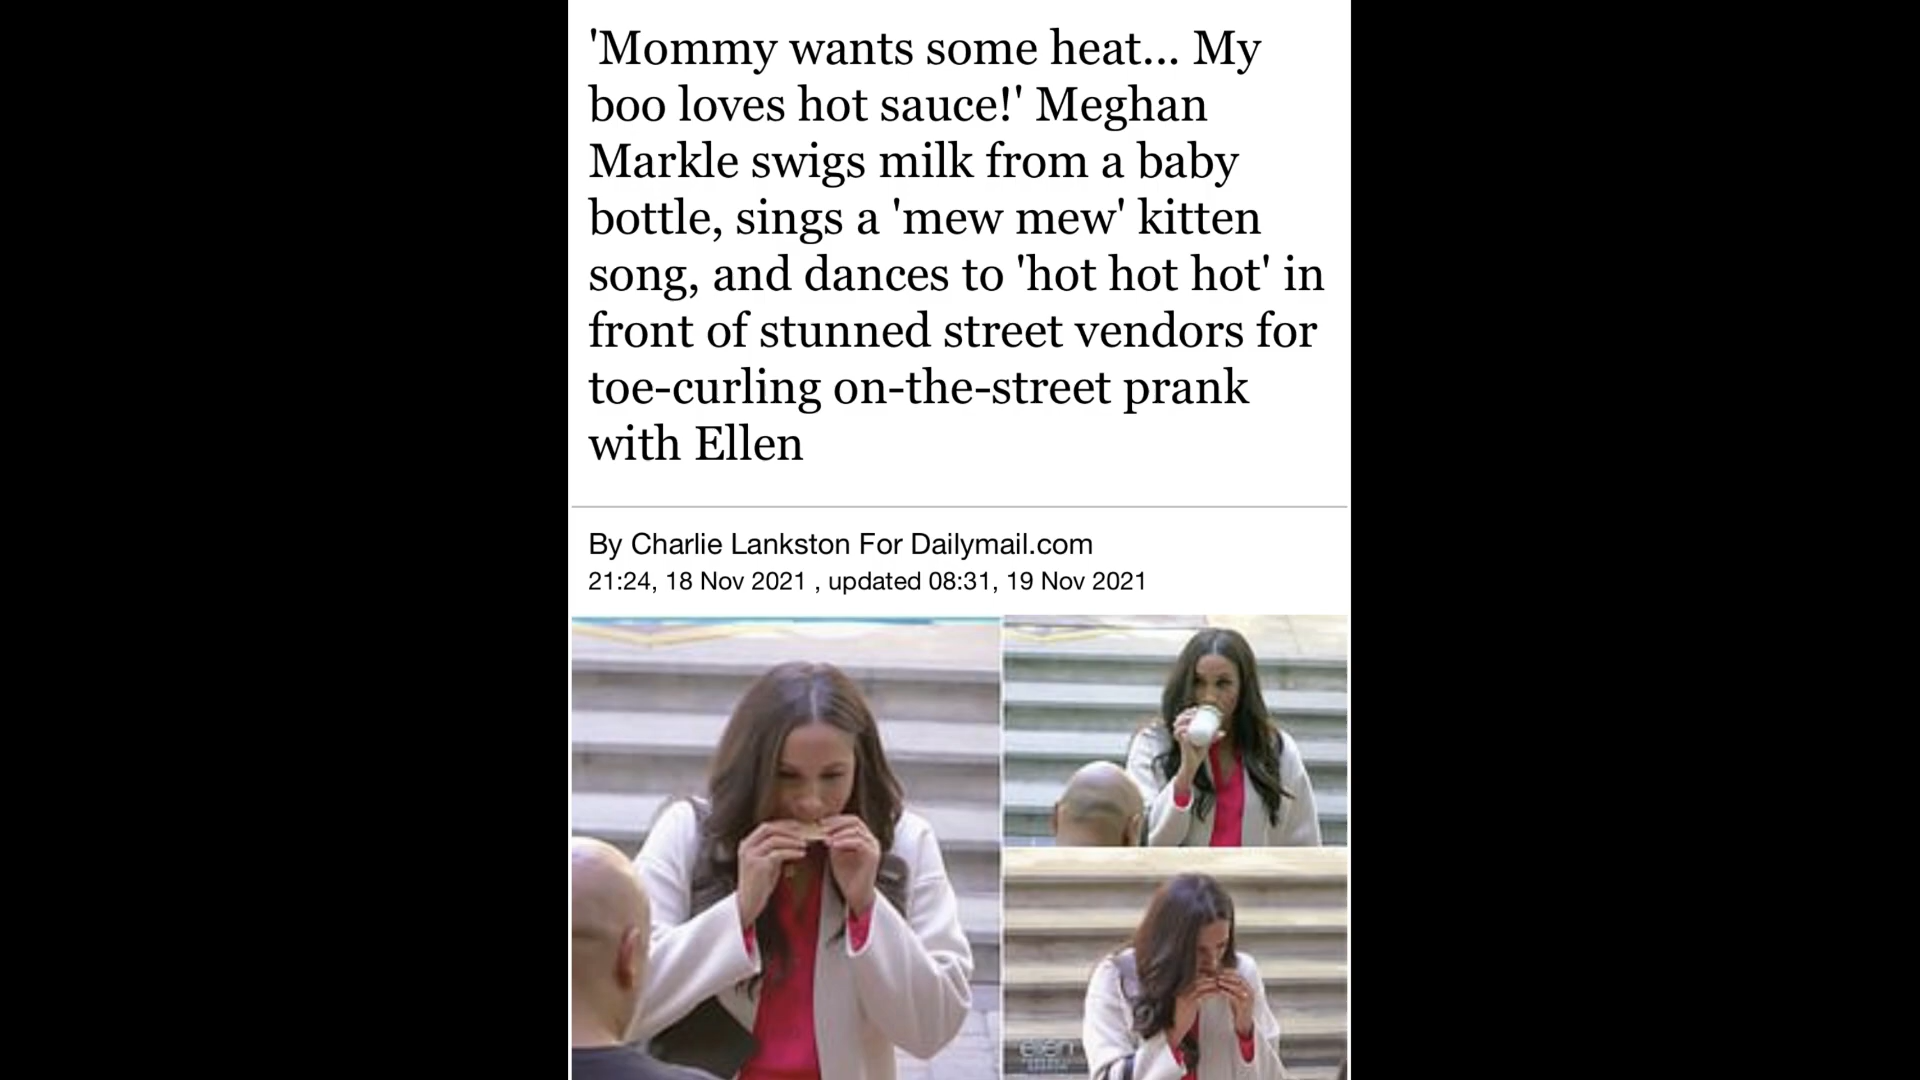 'Mommy wants some heat... My
boo loves hot sauce!' Meghan
Markle swigs milk from a baby
bottle, sings a 'mew mew' kitten
song, and dances to 'hot hot hot' in
front of stunned street vendors for
toe-curling on-the-street prank
with Ellen
By Charlie Lankston For Dailymail.com
21:24, 18 Nov 2021 , updated 08:31, 19 Nov 2021
ellen